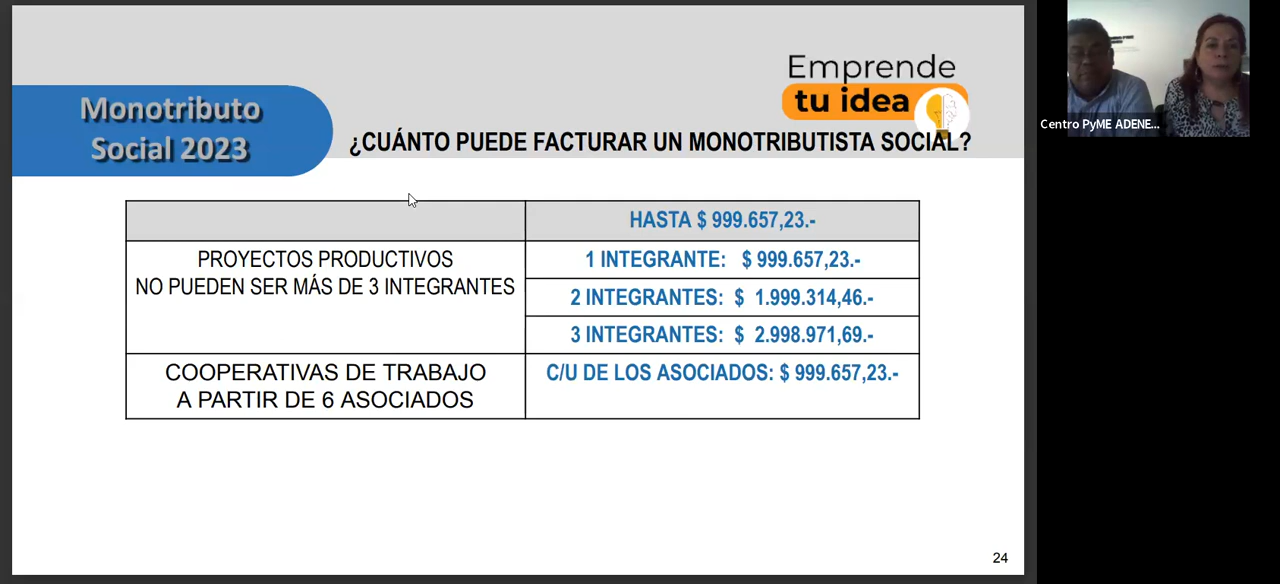 Monotributo
Social 2023
Emprende
tu idea
¿CUÁNTO PUEDE FACTURAR UN MONOTRIBUTISTA SOCIAL?
HASTA $ 999.657,23.-
PROYECTOS PRODUCTIVOS
NO PUEDEN SER MÁS DE 3 INTEGRANTES
1 INTEGRANTE: $ 999.657,23.-
2 INTEGRANTES: $ 1.999.314,46.-
3 INTEGRANTES: $ 2.998.971,69.-
COOPERATIVAS DE TRABAJO
A PARTIR DE 6 ASOCIADOS
C/U DE LOS ASOCIADOS: $ 999.657,23.-
24
Centro PyME ADENE...